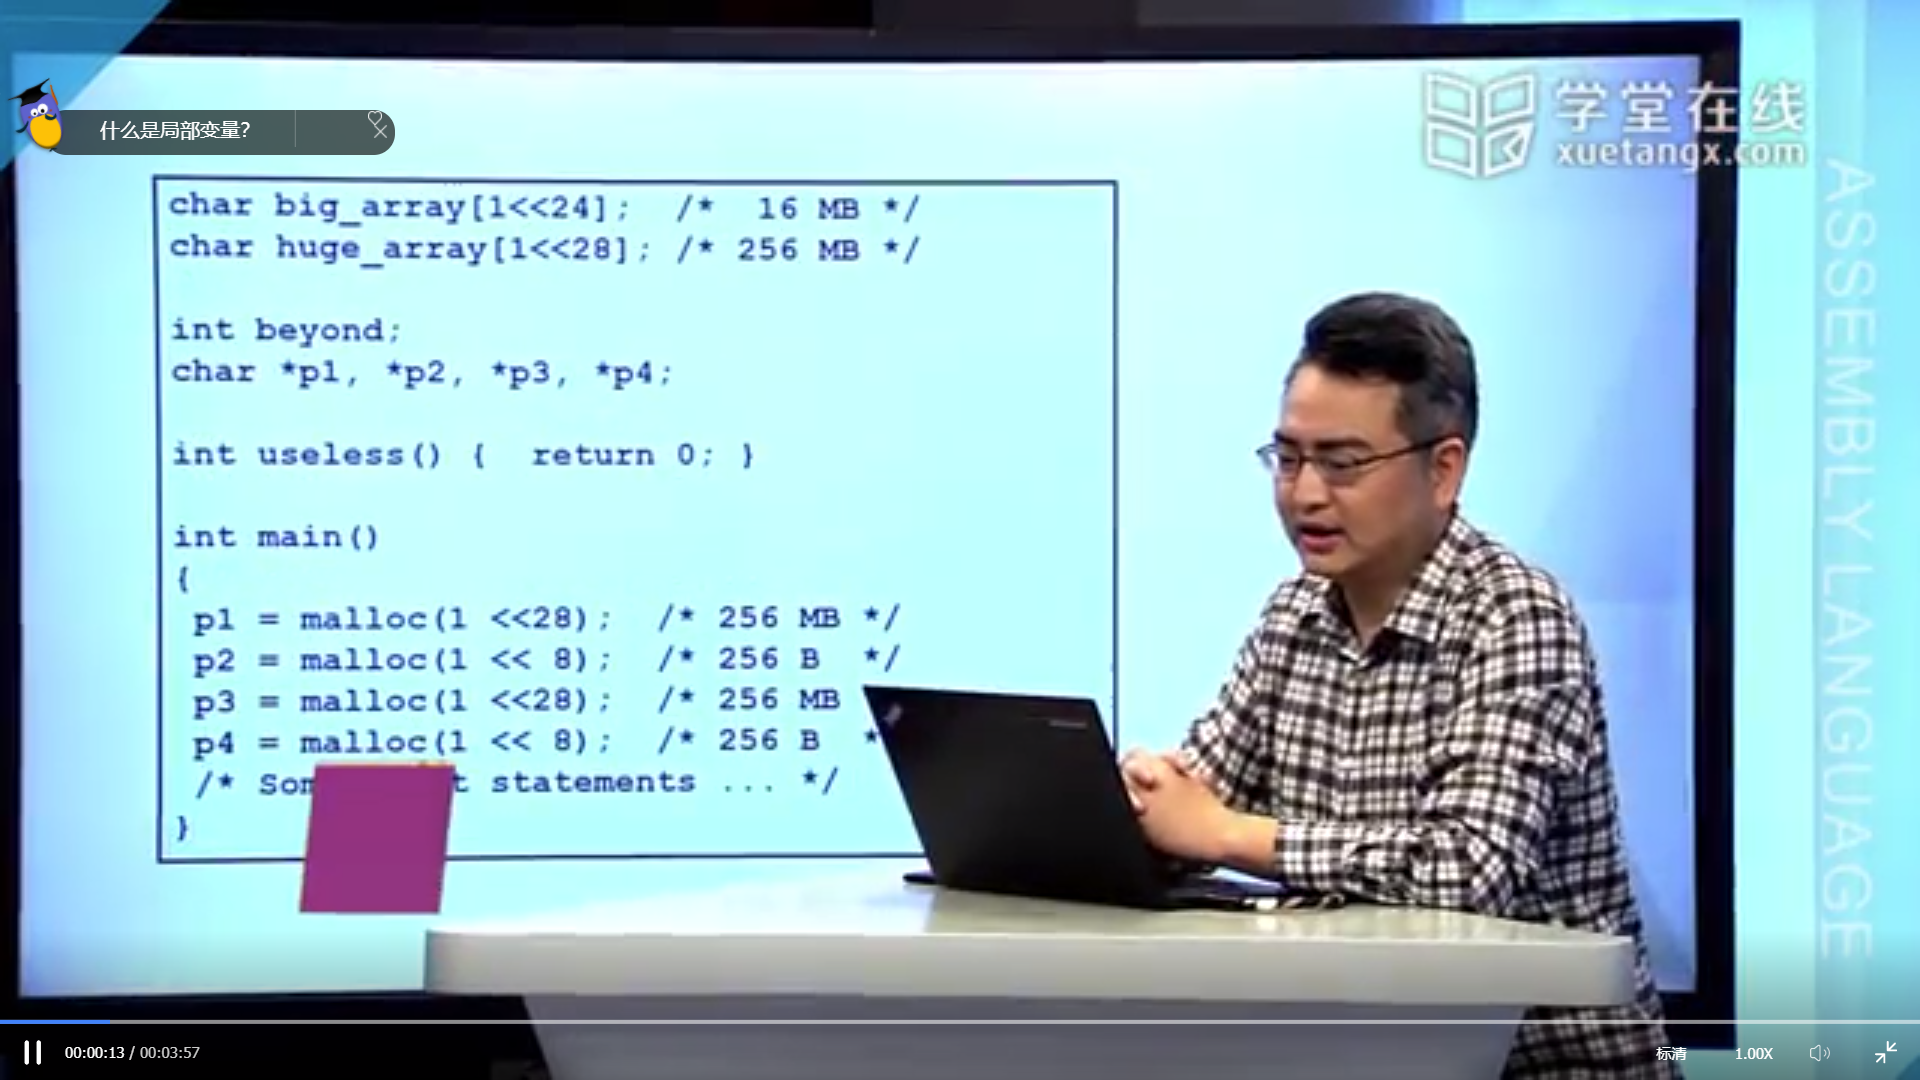 什么是局部变量?
学堂在线
xuetangx.com
char big_array[1<<24];  /*  16 MB */
char huge_array[1<<28]; /* 256 MB */
int beyond;
char *p1, *p2, *p3, *p4;
int useless() {  return 0; }
int main()
{
p1 = malloc(1 <<28);  /* 256 MB */
p2 = malloc(1 << 8);  /* 256 B  */
p3 = malloc(1 <<28);  /* 256 MB
p4 = malloc(1 << 8);  /* 256 B  *
/* Som t statements ... */
}
ASSEMBLY LANGUAGE
00:00:13 / 00:03:57
标清
1.00X